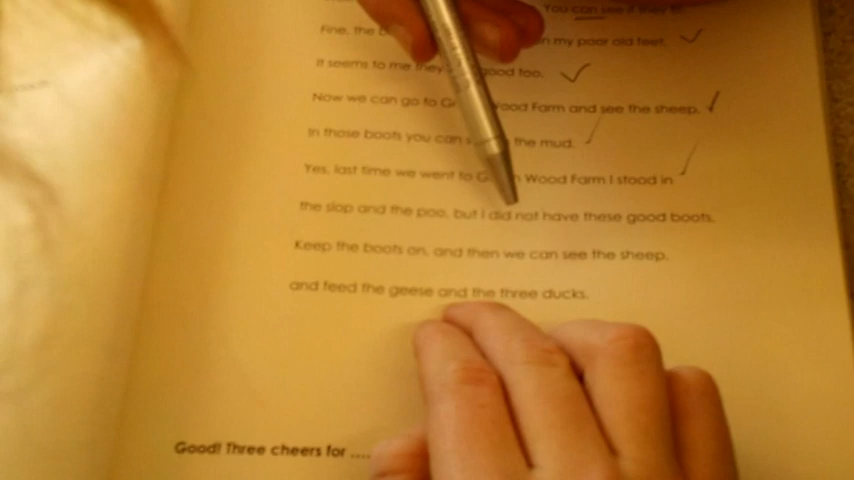 You can see if they fit.
Fine, the in my poor old feet.
It seems to me they good too.
Now we can go to Wood Farm and see the sheep.
In those boots you can the mud.
Yes, last time we went to Wood Farm I stood in
the slop and the poo, but I did not have these good boots.
Keep the boots on, and then we can see the sheep,
and feed the geese and the three ducks.
Good! Three cheers for ....